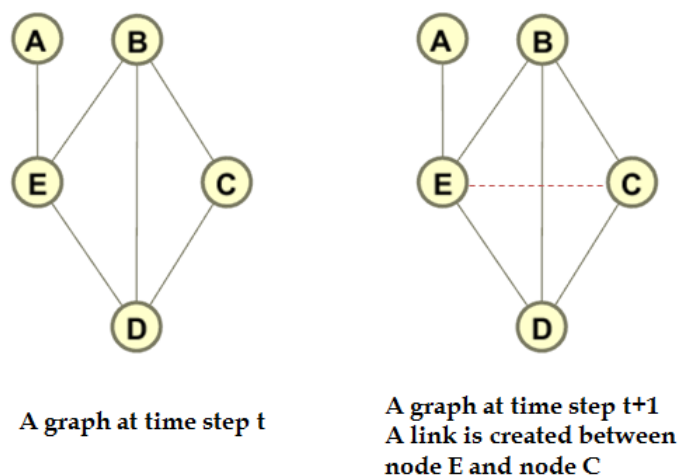 A
B
E
C
D
A graph at time step t
A
B
E
C
D
A graph at time step t+1
A link is created between
node E and node C